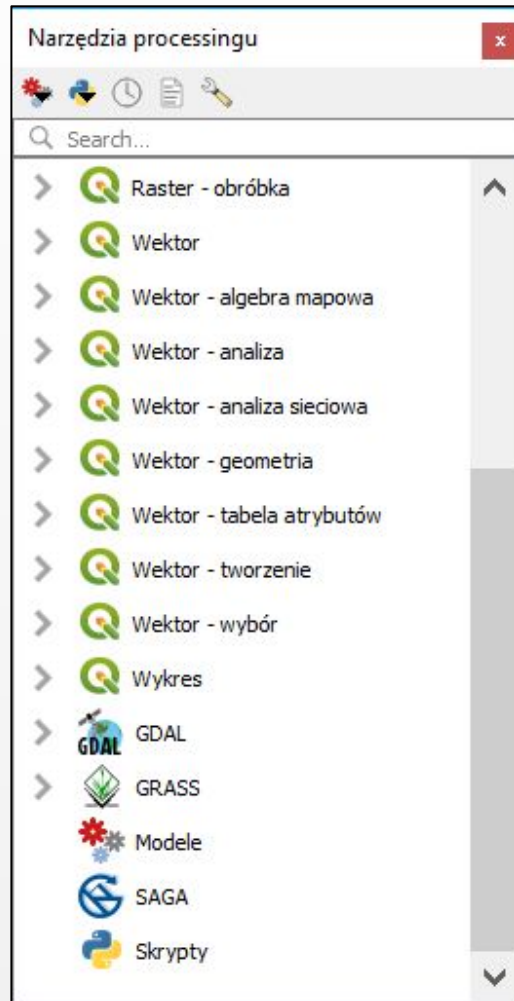 Narzędzia processingu
x
Search...
Raster - obróbka
Wektor
Wektor - algebra mapowa
Wektor - analiza
Wektor - analiza sieciowa
Wektor - geometria
Wektor - tabela atrybutów
Wektor - tworzenie
Wektor - wybór
Wykres
GDAL GDAL
GRASS
Modele
SAGA
Skrypty